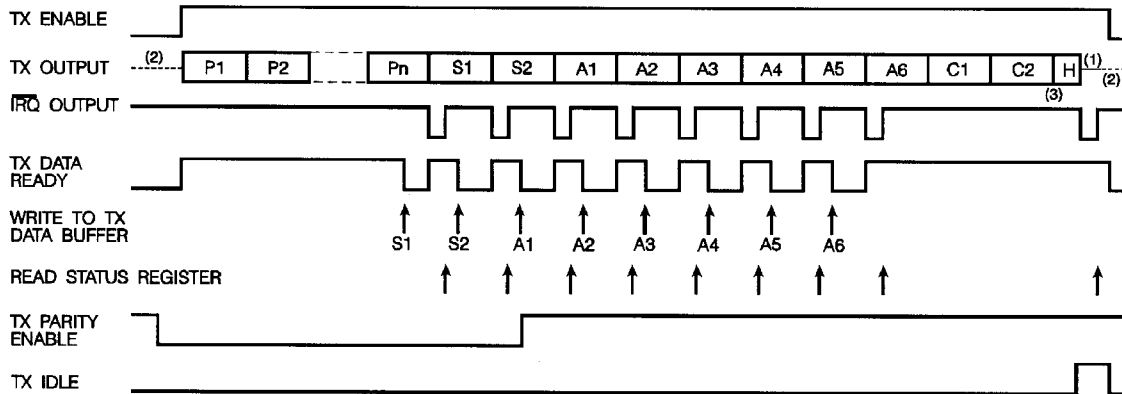 TX ENABLE
TX OUTPUT (2) P1 P2 Pn S1 S2 A1 A2 A3 A4 A5 A6 C1 C2 H (1) (2)
(3)
IRQ OUTPUT
TX DATA
READY
WRITE TO TX
DATA BUFFER
S1 S2 A1 A2 A3 A4 A5 A6
READ STATUS REGISTER
TX PARITY
ENABLE
TX IDLE